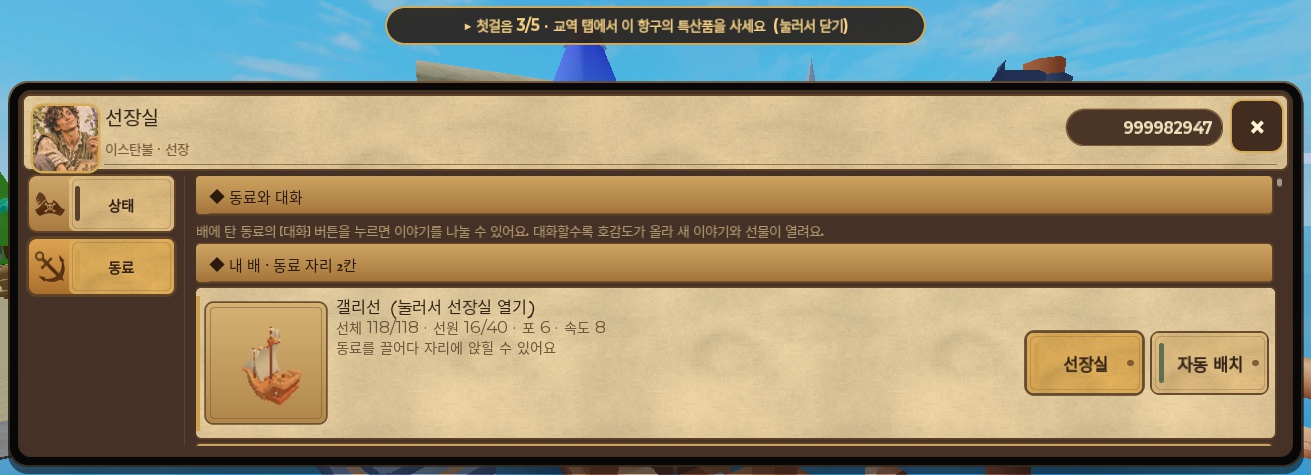 ▸ 첫걸음 3/5 · 교역 탭에서 이 항구의 특산품을 사세요 (눌러서 닫기)
선장실
이스탄불 · 선장
999982947
×
상태
동료
◆ 동료와 대화
배에 탄 동료의 [대화] 버튼을 누르면 이야기를 나눌 수 있어요. 대화할수록 호감도가 올라 새 이야기와 선물이 열려요.
◆ 내 배 · 동료 자리 2칸
갤리선 (눌러서 선장실 열기)
선체 118/118 · 선원 16/40 · 포 6 · 속도 8
동료를 끌어다 자리에 앉힐 수 있어요
선장실
자동 배치